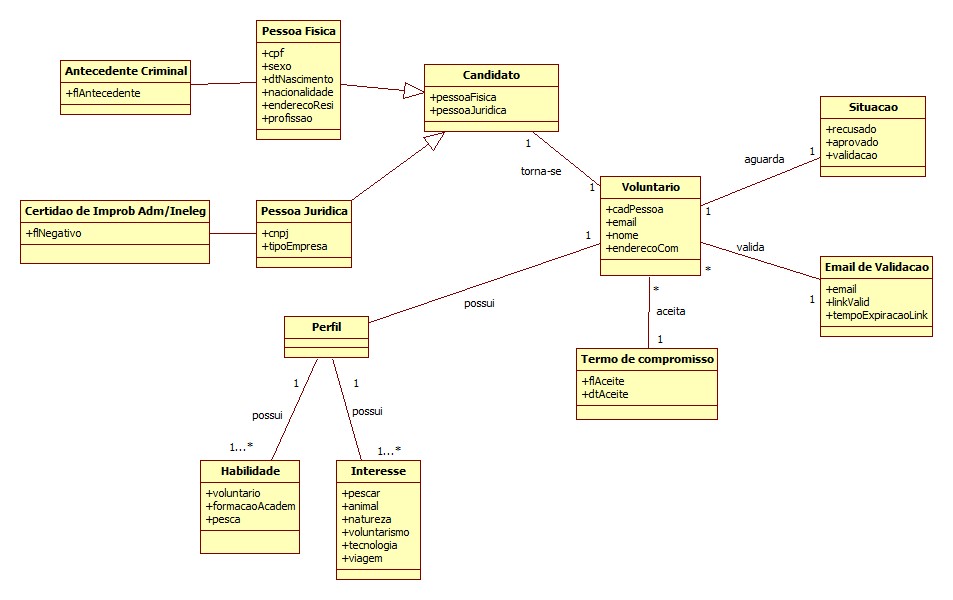 Pessoa Fisica
+cpf
+sexo
+dtNascimento
+nacionalidade
+enderecoResi
+profissao
Antecedente Criminal
+flAntecedente
Candidato
+pessoaFisica
+pessoaJuridica
1
torna-se
1
Situacao
+recusado
+aprovado
+validacao
aguarda
1
1
Voluntario
+cadPessoa
+email
+nome
+enderecoCom
Certidao de Improb Adm/Ineleg
+flNegativo
Pessoa Juridica
+cnpj
+tipoEmpresa
1
possui
*
valida
1
Email de Validacao
+email
+linkValid
+tempoExpiracaoLink
*
aceita
1
Perfil
Termo de compromisso
+flAceite
+dtAceite
1
possui
1...*
1
possui
1...*
Habilidade
+voluntario
+formacaoAcadem
+pesca
Interesse
+pescar
+animal
+natureza
+voluntarismo
+tecnologia
+viagem